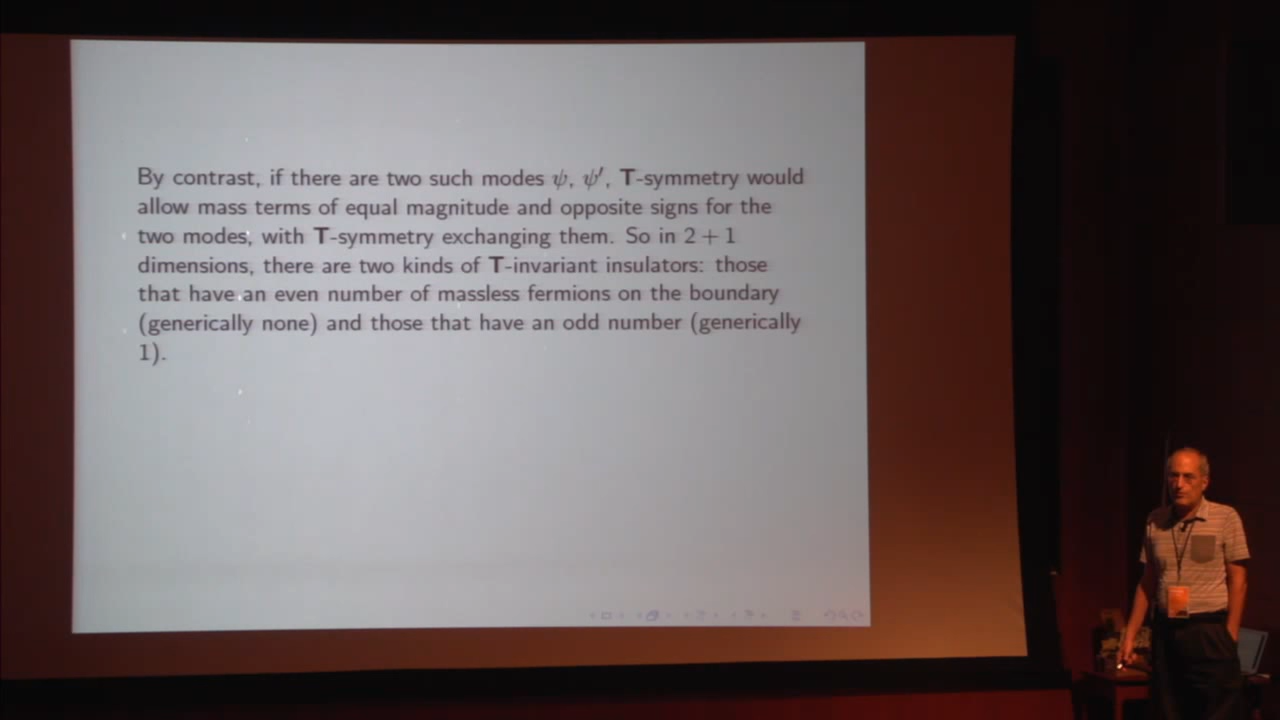 By contrast, if there are two such modes ψ, ψ′, T-symmetry would
allow mass terms of equal magnitude and opposite signs for the
two modes, with T-symmetry exchanging them. So in 2 + 1
dimensions, there are two kinds of T-invariant insulators: those
that have an even number of massless fermions on the boundary
(generically none) and those that have an odd number (generically
1).